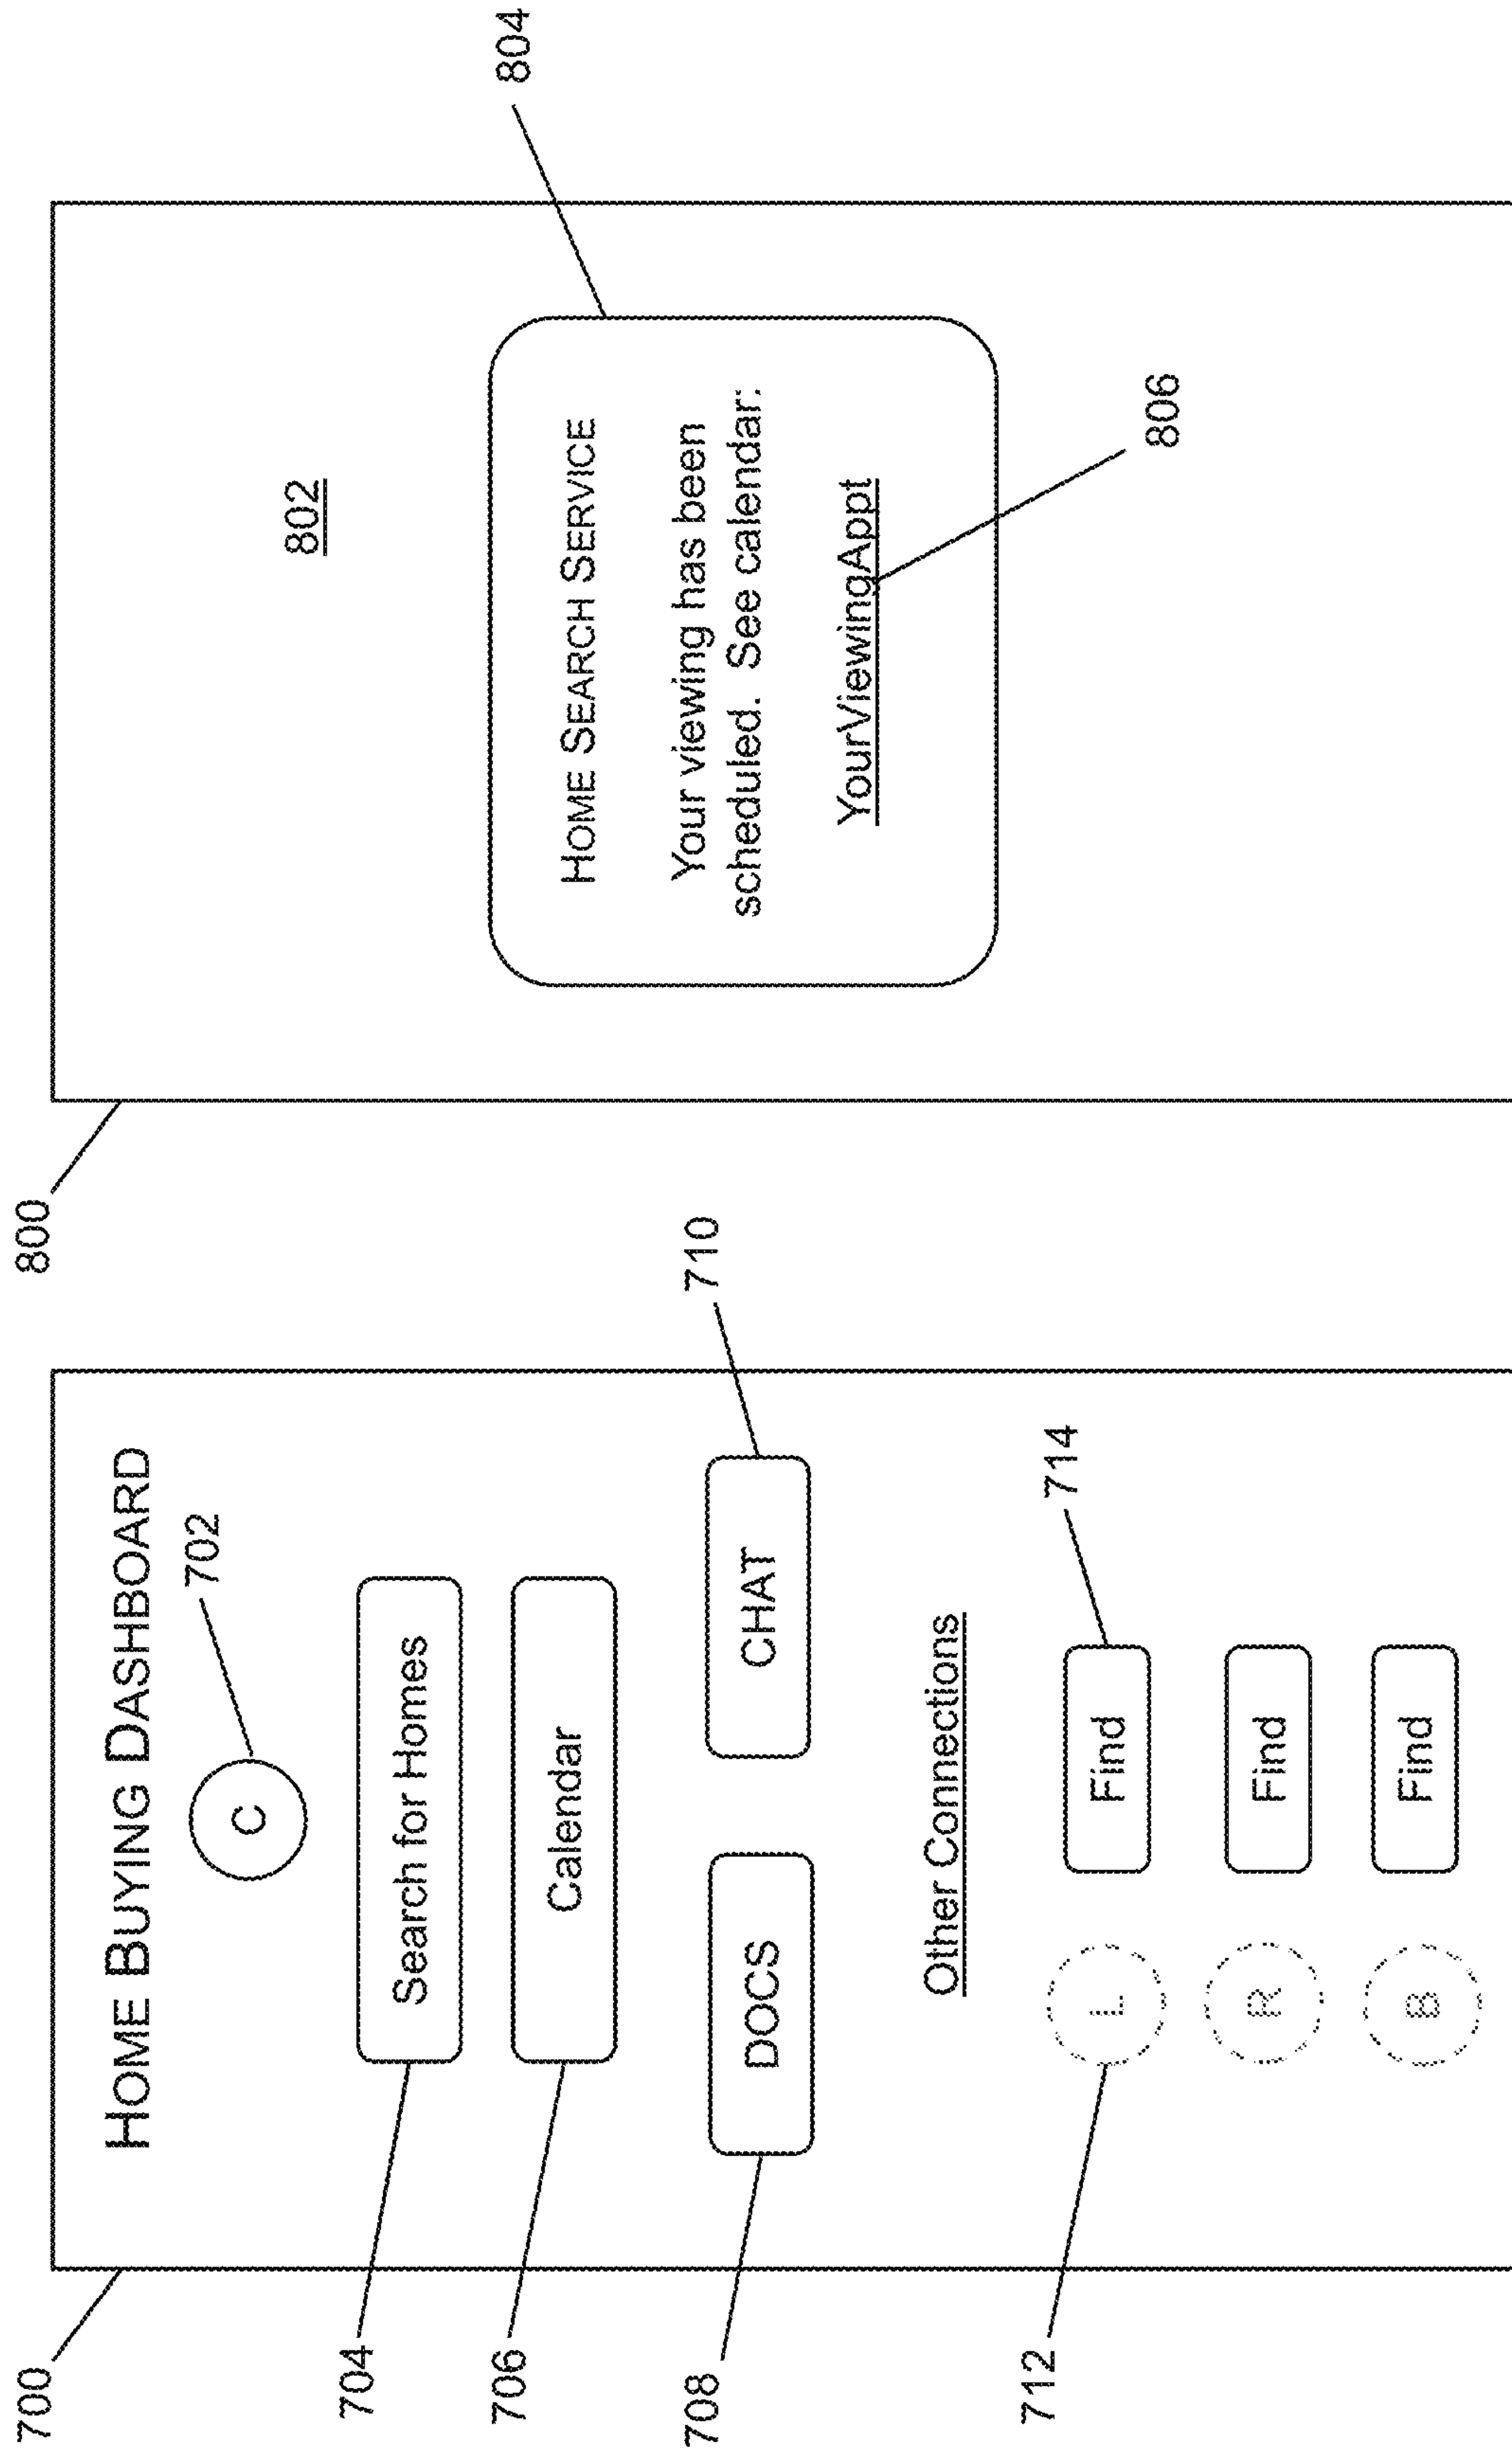 700
HOME BUYING DASHBOARD
702
C
704
Search for Homes
706
Calendar
708
DOCS
CHAT
710
Other Connections
712
L
Find
714
R
Find
B
Find
800
802
804
HOME SEARCH SERVICE
Your viewing has been
scheduled. See calendar:
YourViewingAppt
806